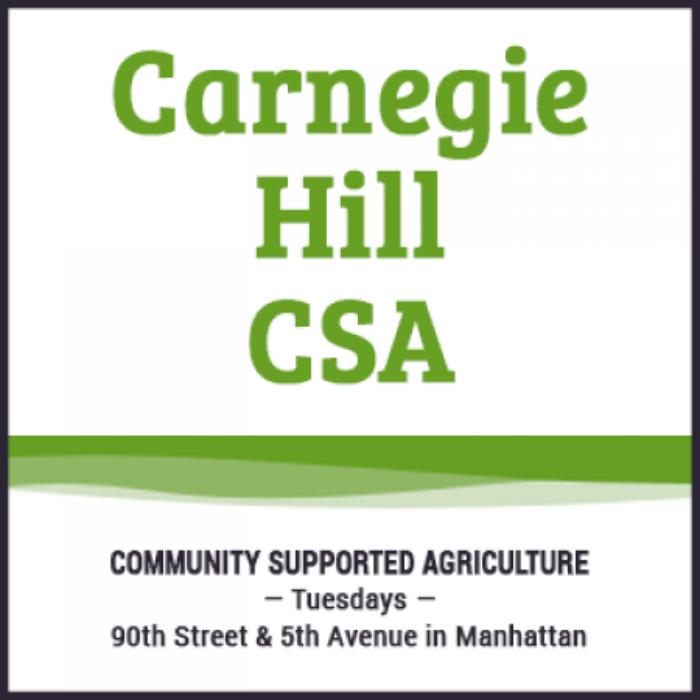 Carnegie
Hill
CSA
COMMUNITY SUPPORTED AGRICULTURE
— Tuesdays —
90th Street & 5th Avenue in Manhattan